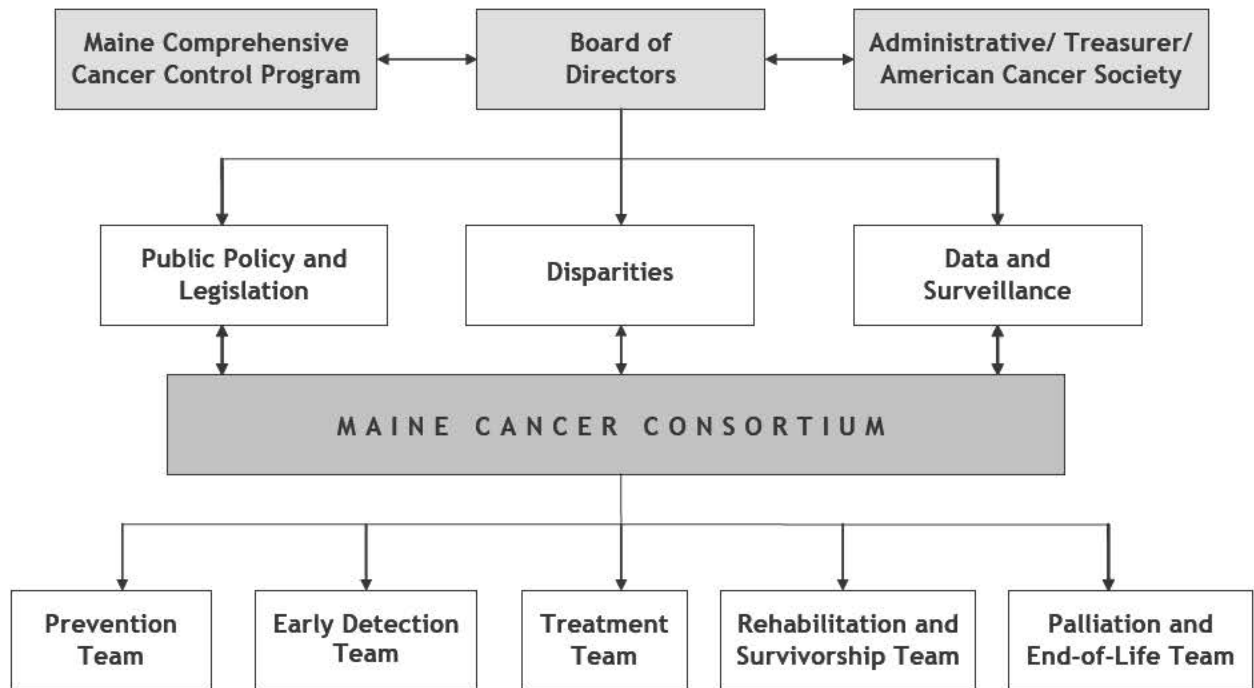 Maine Comprehensive
Cancer Control Program
Board of
Directors
Administrative/ Treasurer/
American Cancer Society
Public Policy and
Legislation
Disparities
Data and
Surveillance
MAINE CANCER CONSORTIUM
Prevention
Team
Early Detection
Team
Treatment
Team
Rehabilitation and
Survivorship Team
Palliation and
End-of-Life Team